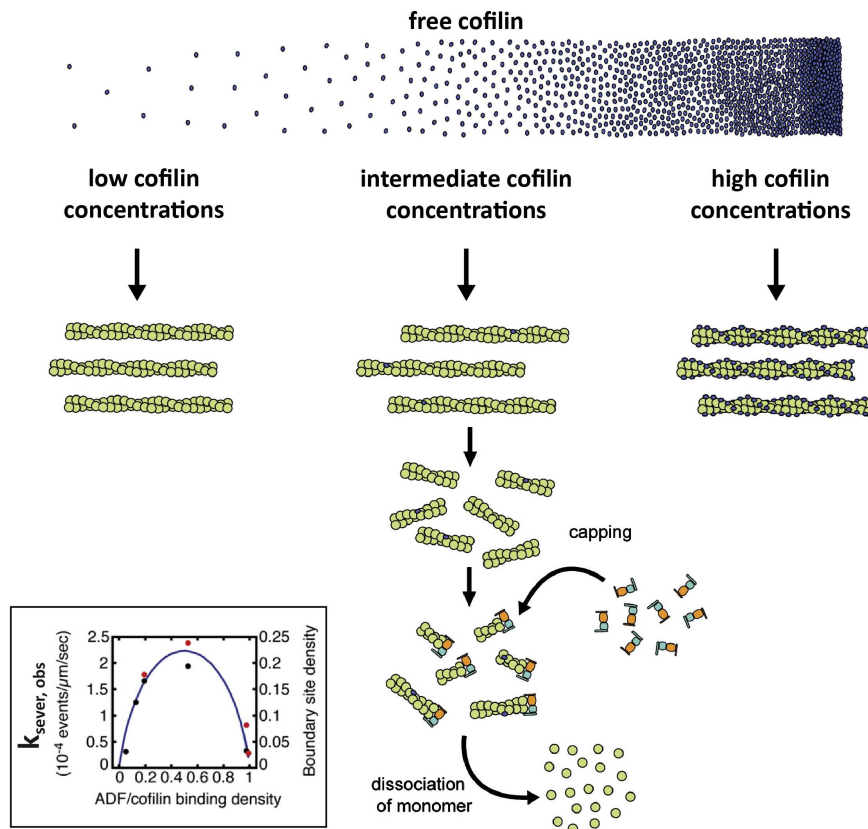 free cofilin
low cofilin
concentrations
intermediate cofilin
concentrations
high cofilin
concentrations
capping
dissociation
of monomer
k sever, obs
(10⁻⁴ events/µm/sec)
2.5
2
1.5
1
0.5
0
0.25
0.2
0.15
0.1
0.05
0
Boundary site density
0 0.2 0.4 0.6 0.8 1
ADF/cofilin binding density